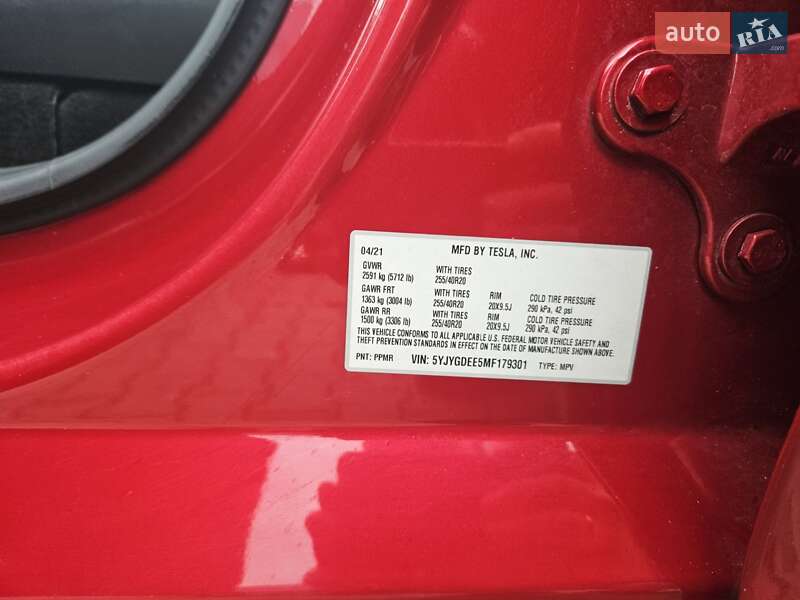 auto RIA
04/21 MFD BY TESLA, INC.
GVWR WITH TIRES
2591 kg (5712 lb) 255/40R20
GAWR FRT WITH TIRES RIM COLD TIRE PRESSURE
1363 kg (3004 lb) 255/40R20 20X9.5J 290 kPa, 42 psi
GAWR RR WITH TIRES RIM COLD TIRE PRESSURE
1500 kg (3306 lb) 255/40R20 20X9.5J 290 kPa, 42 psi
THIS VEHICLE CONFORMS TO ALL APPLICABLE U.S. FEDERAL MOTOR VEHICLE SAFETY AND
THEFT PREVENTION STANDARDS IN EFFECT ON THE DATE OF MANUFACTURE SHOWN ABOVE.
PNT: PPMR VIN: 5YJYGDEE5MF179301 TYPE: MPV